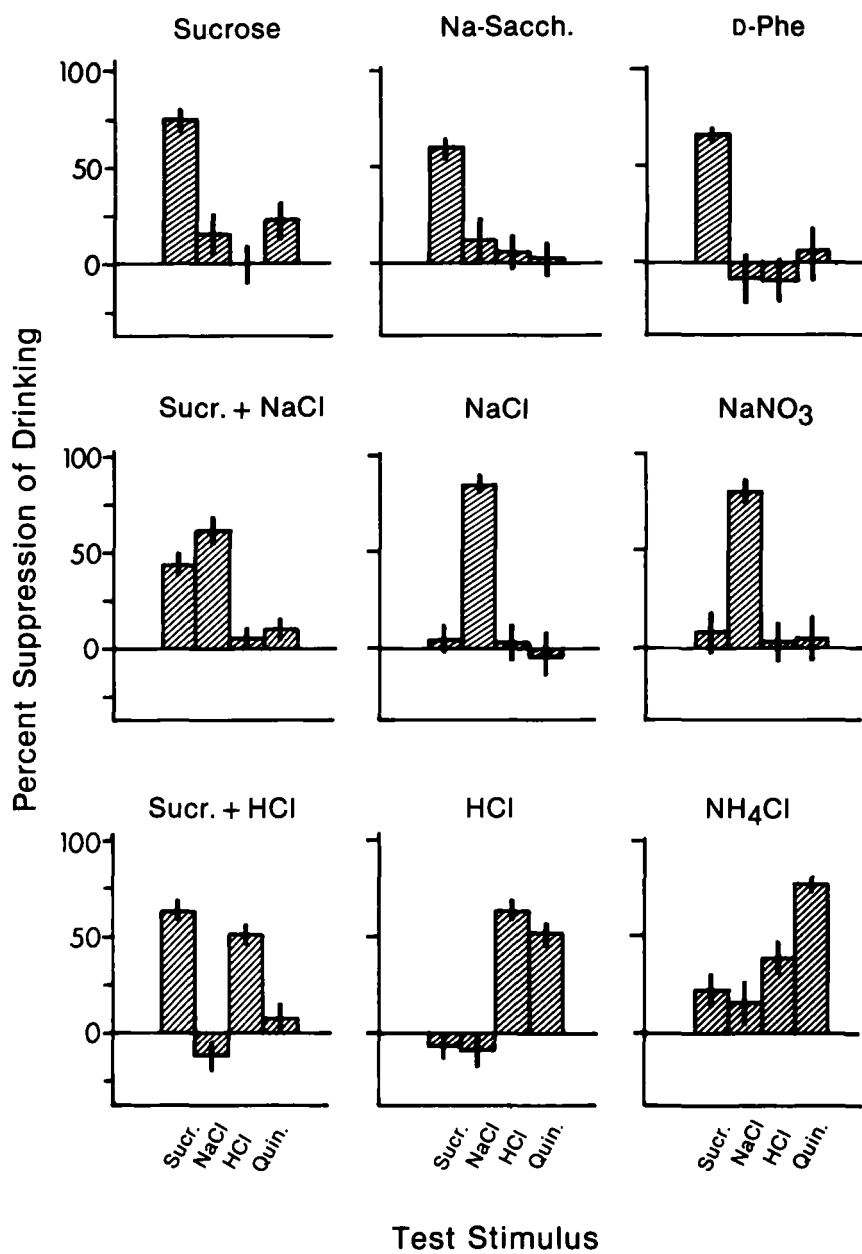 Sucrose
Na-Sacch.
D-Phe
100
50
0
Sucr. + NaCl
NaCl
NaNO3
100
50
0
Sucr. + HCl
HCl
NH4Cl
100
50
0
Percent Suppression of Drinking
Sucr.
NaCl
HCl
Quin.
Sucr.
NaCl
HCl
Quin.
Sucr.
NaCl
HCl
Quin.
Test Stimulus